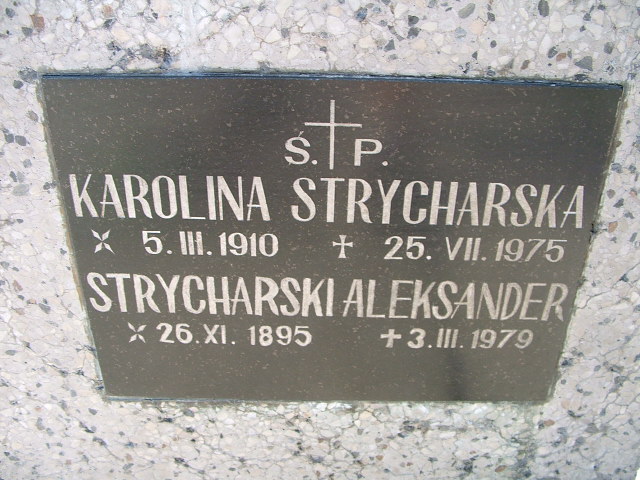 Ś. P.
KAROLINA STRYCHARSKA
5. III. 1910 25. VII. 1975
STRYCHARSKI ALEKSANDER
26. XI. 1895 3. III. 1979